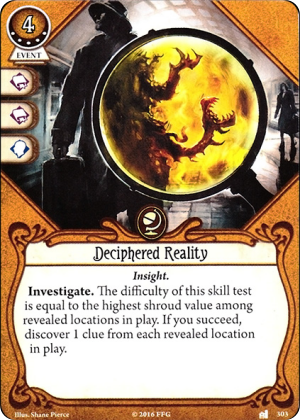 4
EVENT
Deciphered Reality
Insight.
Investigate. The difficulty of this skill test
is equal to the highest shroud value among
revealed locations in play. If you succeed,
discover 1 clue from each revealed location
in play.
Illus. Shane Pierce
© 2016 FFG
303